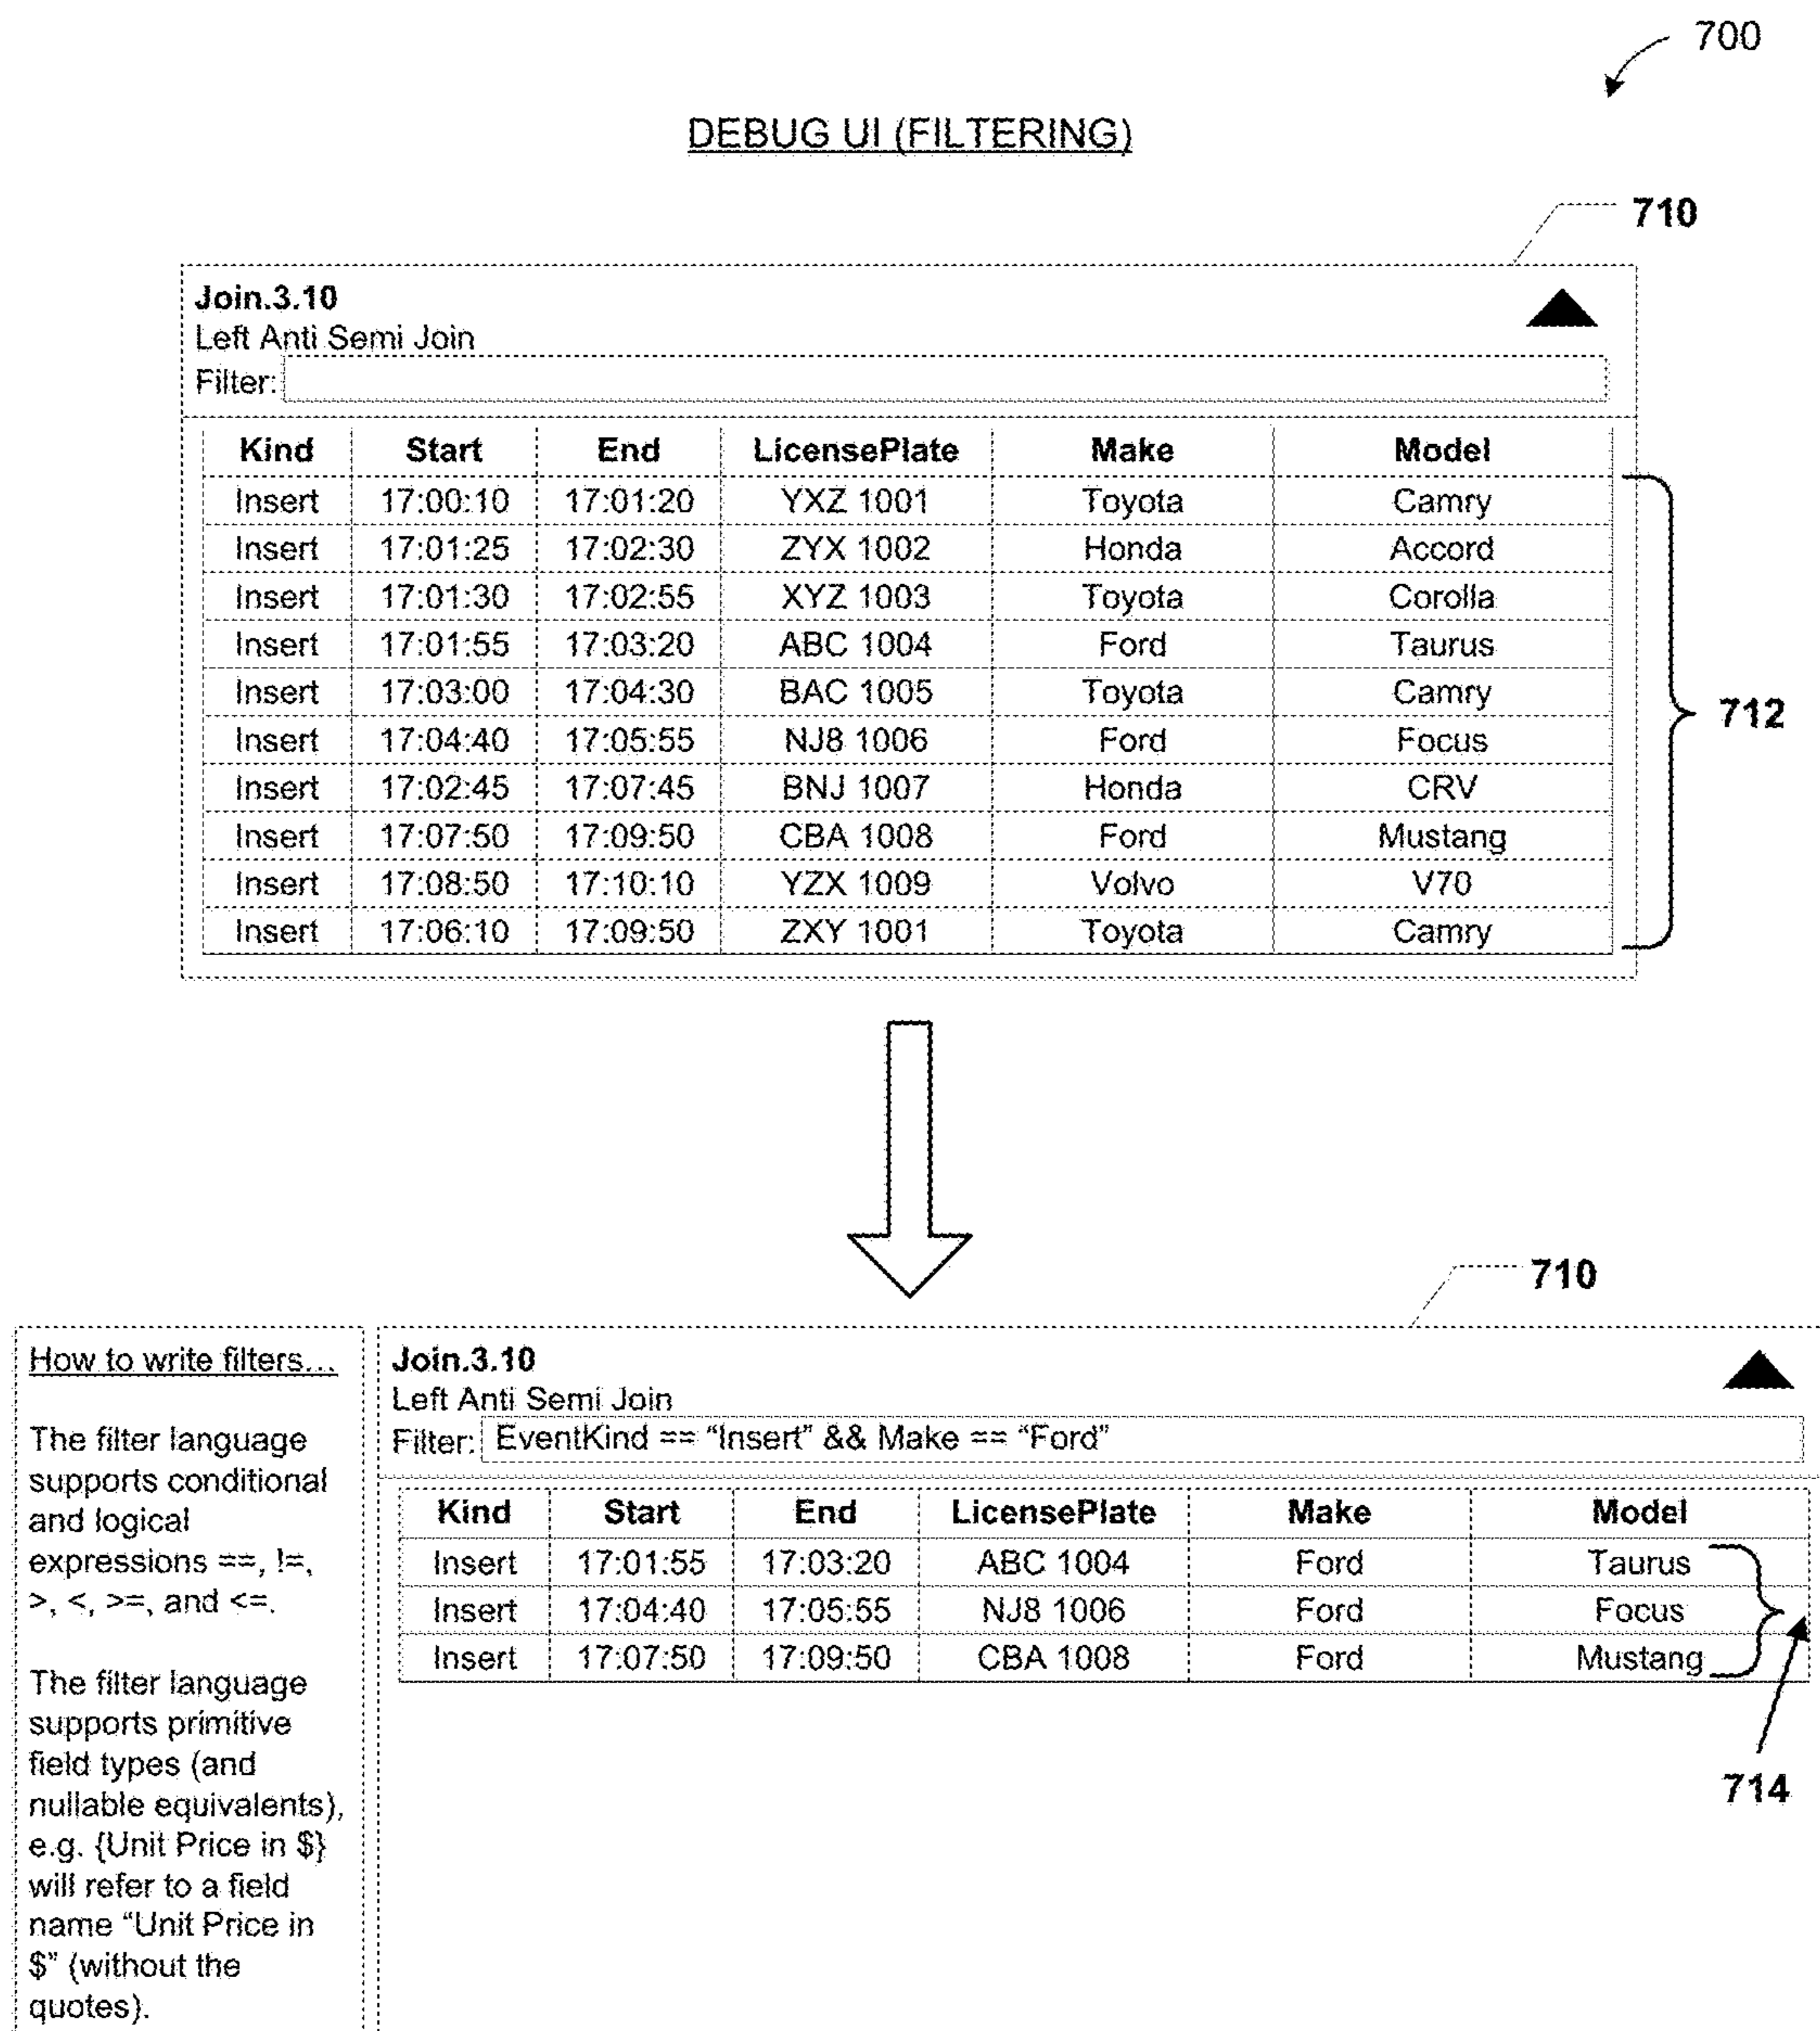 700
DEBUG UI (FILTERING)
710
Join.3.10
Left Anti Semi Join
Filter:
Kind Start End LicensePlate Make Model
Insert 17:00:10 17:01:20 YXZ 1001 Toyota Camry
Insert 17:01:25 17:02:30 ZYX 1002 Honda Accord
Insert 17:01:30 17:02:55 XYZ 1003 Toyota Corolla
Insert 17:01:55 17:03:20 ABC 1004 Ford Taurus
Insert 17:03:00 17:04:30 BAC 1005 Toyota Camry
Insert 17:04:40 17:05:55 NJ8 1006 Ford Focus
Insert 17:02:45 17:07:45 BNJ 1007 Honda CRV
Insert 17:07:50 17:09:50 CBA 1008 Ford Mustang
Insert 17:08:50 17:10:10 YZX 1009 Volvo V70
Insert 17:06:10 17:09:50 ZXY 1001 Toyota Camry
712
710
How to write filters...
The filter language
supports conditional
and logical
expressions ==, !=,
>, <, >=, and <=.
The filter language
supports primitive
field types (and
nullable equivalents),
e.g. {Unit Price in $}
will refer to a field
name “Unit Price in
$” (without the
quotes).
Join.3.10
Left Anti Semi Join
Filter: EventKind == “Insert” && Make == “Ford”
Kind Start End LicensePlate Make Model
Insert 17:01:55 17:03:20 ABC 1004 Ford Taurus
Insert 17:04:40 17:05:55 NJ8 1006 Ford Focus
Insert 17:07:50 17:09:50 CBA 1008 Ford Mustang
714